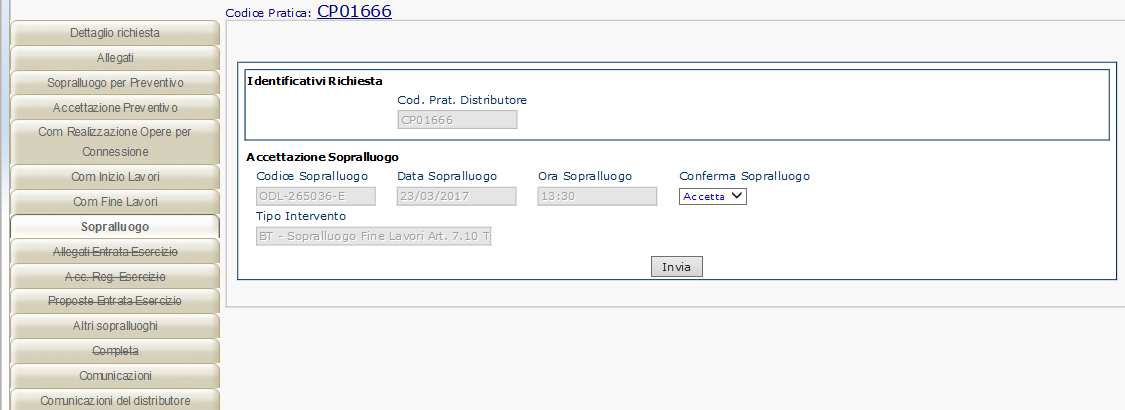 Codice Pratica: CP01666
Dettaglio richiesta
Allegati
Sopralluogo per Preventivo
Accettazione Preventivo
Com Realizzazione Opere per
Connessione
Com Inizio Lavori
Com Fine Lavori
Sopralluogo
Allegati Entrata Esercizio
Acc. Reg. Esercizio
Proposte Entrata Esercizio
Altri sopralluoghi
Completa
Comunicazioni
Comunicazioni del distributore
Identificativi Richiesta
Cod. Prat. Distributore
CP01666
Accettazione Sopralluogo
Codice Sopralluogo Data Sopralluogo Ora Sopralluogo Conferma Sopralluogo
ODL-265036-E 23/03/2017 13:30 Accetta
Tipo Intervento
BT - Sopralluogo Fine Lavori Art. 7.10 T
Invia